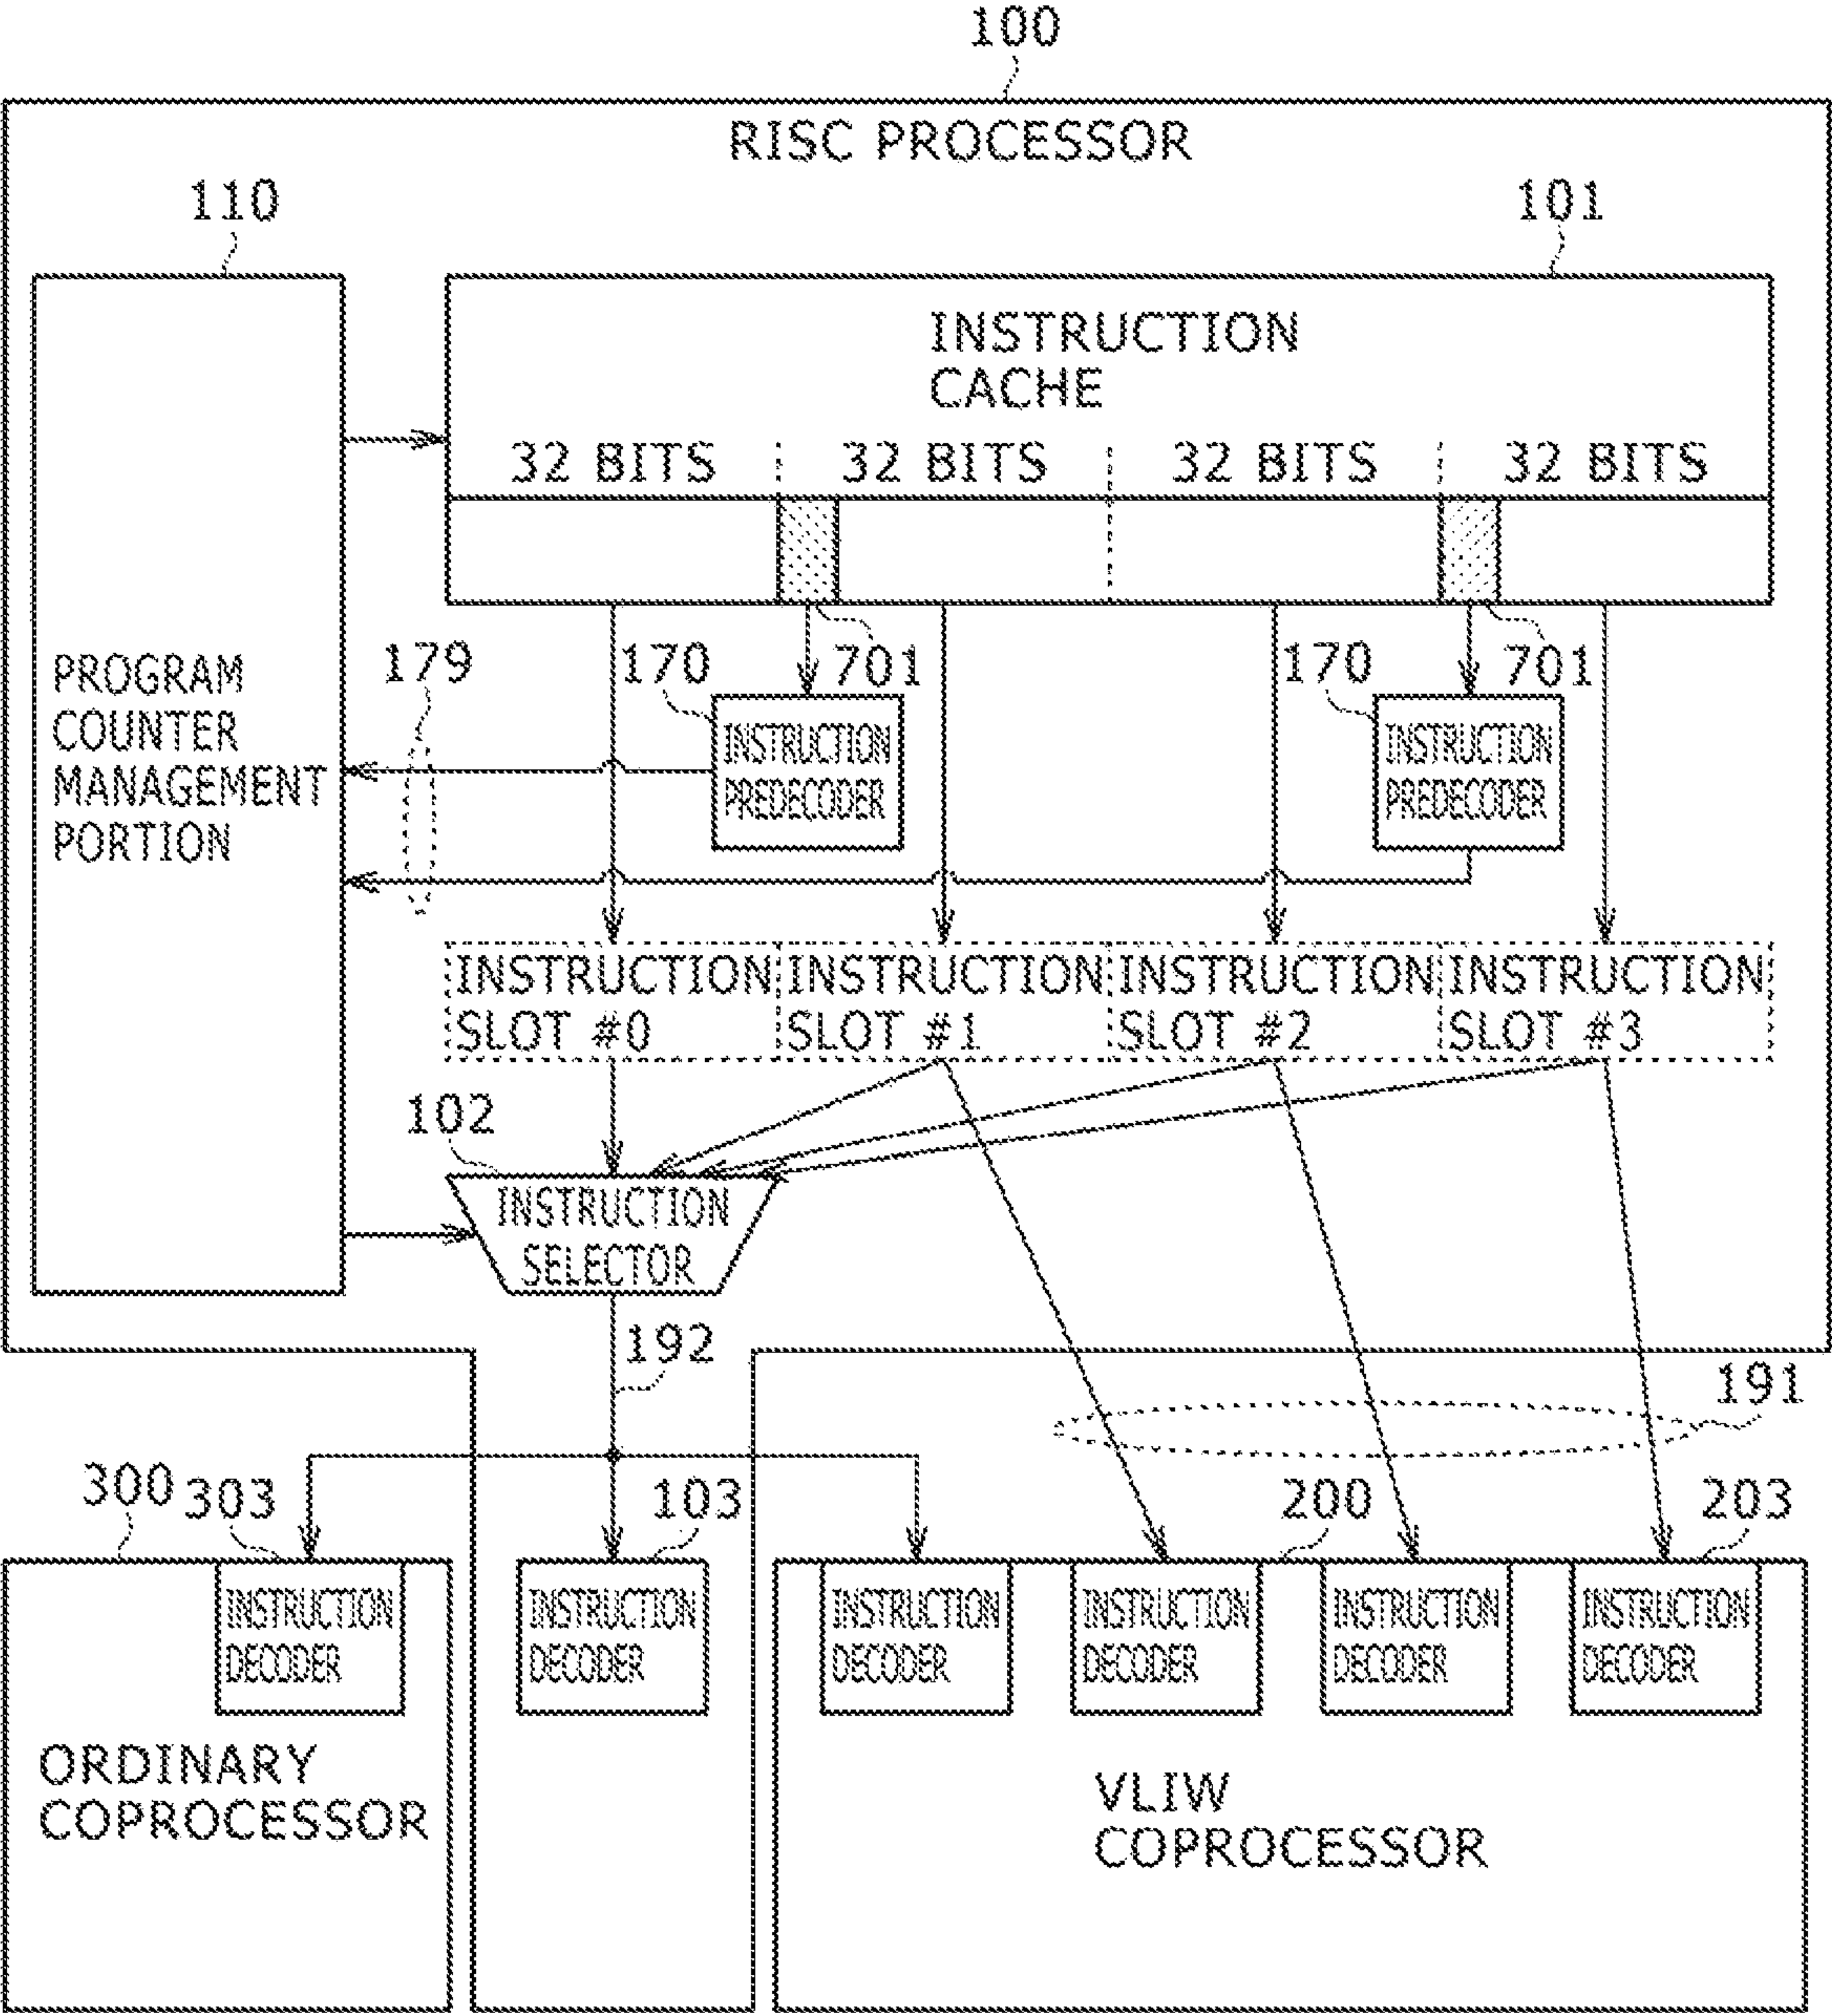 100
RISC PROCESSOR
110
101
INSTRUCTION
CACHE
32 BITS 32 BITS 32 BITS 32 BITS
179
170
701
170
701
PROGRAM
COUNTER
MANAGEMENT
PORTION
INSTRUCTION
PREDECODER
INSTRUCTION
PREDECODER
INSTRUCTION
SLOT #0
INSTRUCTION
SLOT #1
INSTRUCTION
SLOT #2
INSTRUCTION
SLOT #3
102
INSTRUCTION
SELECTOR
192
191
300
303
103
200
203
INSTRUCTION
DECODER
INSTRUCTION
DECODER
INSTRUCTION
DECODER
INSTRUCTION
DECODER
INSTRUCTION
DECODER
INSTRUCTION
DECODER
ORDINARY
COPROCESSOR
VLIW
COPROCESSOR